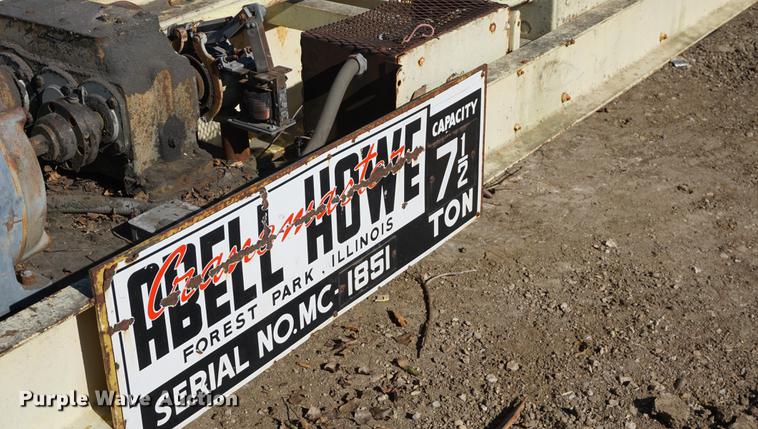 ABELL HOWE
Cranemaster
FOREST PARK. ILLINOIS
SERIAL NO. MC-1851
CAPACITY
7 1/2
TON
Purple Wave Auction